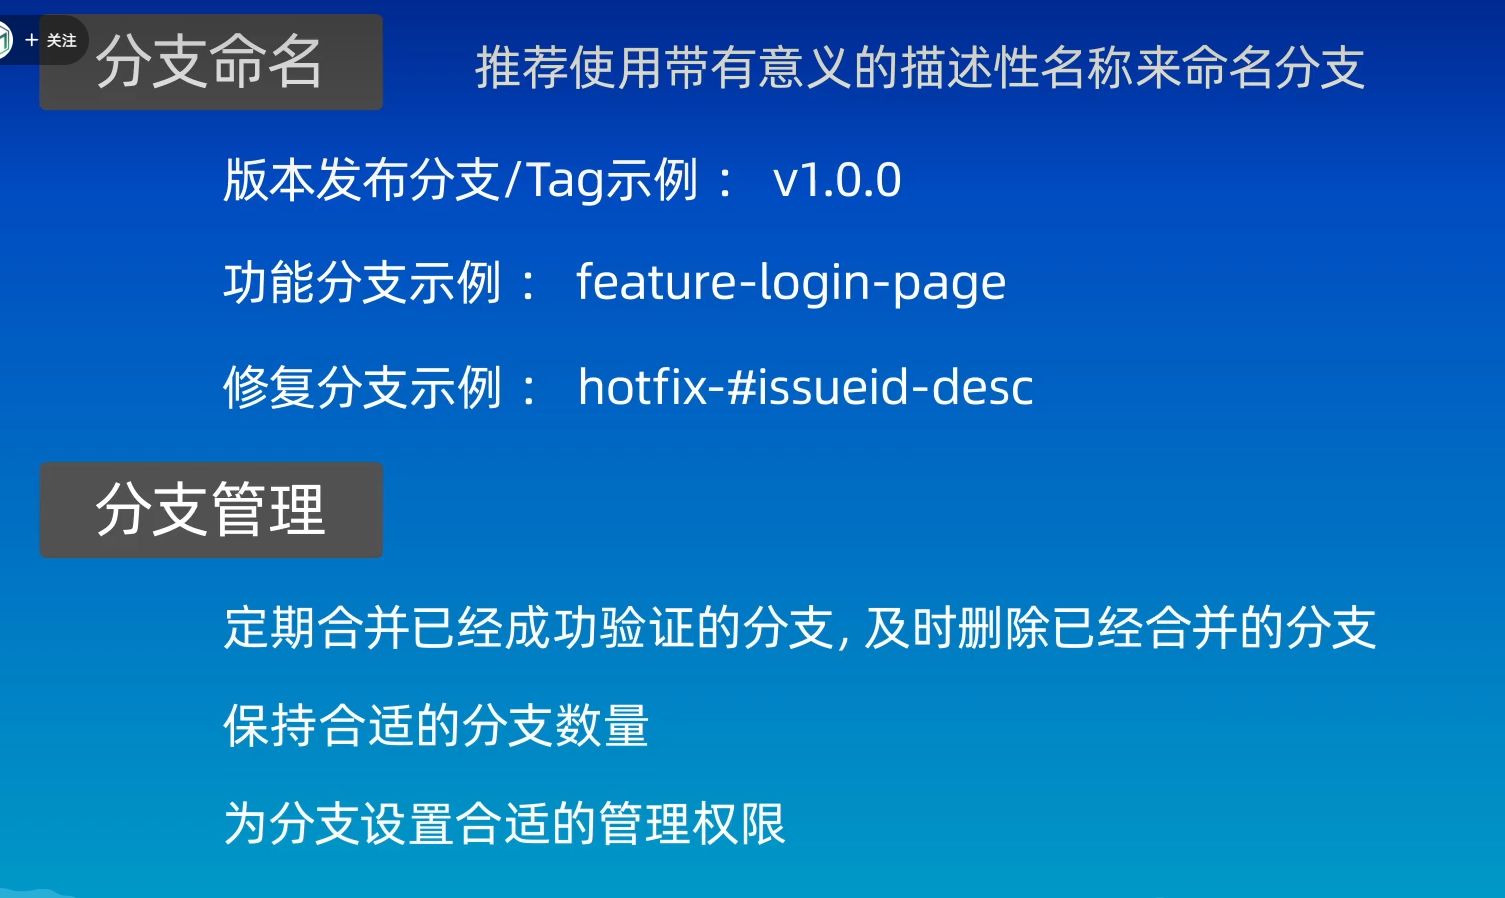 + 关注
分支命名 推荐使用带有意义的描述性名称来命名分支
版本发布分支/Tag示例： v1.0.0
功能分支示例： feature-login-page
修复分支示例： hotfix-#issueid-desc
分支管理
定期合并已经成功验证的分支, 及时删除已经合并的分支
保持合适的分支数量
为分支设置合适的管理权限